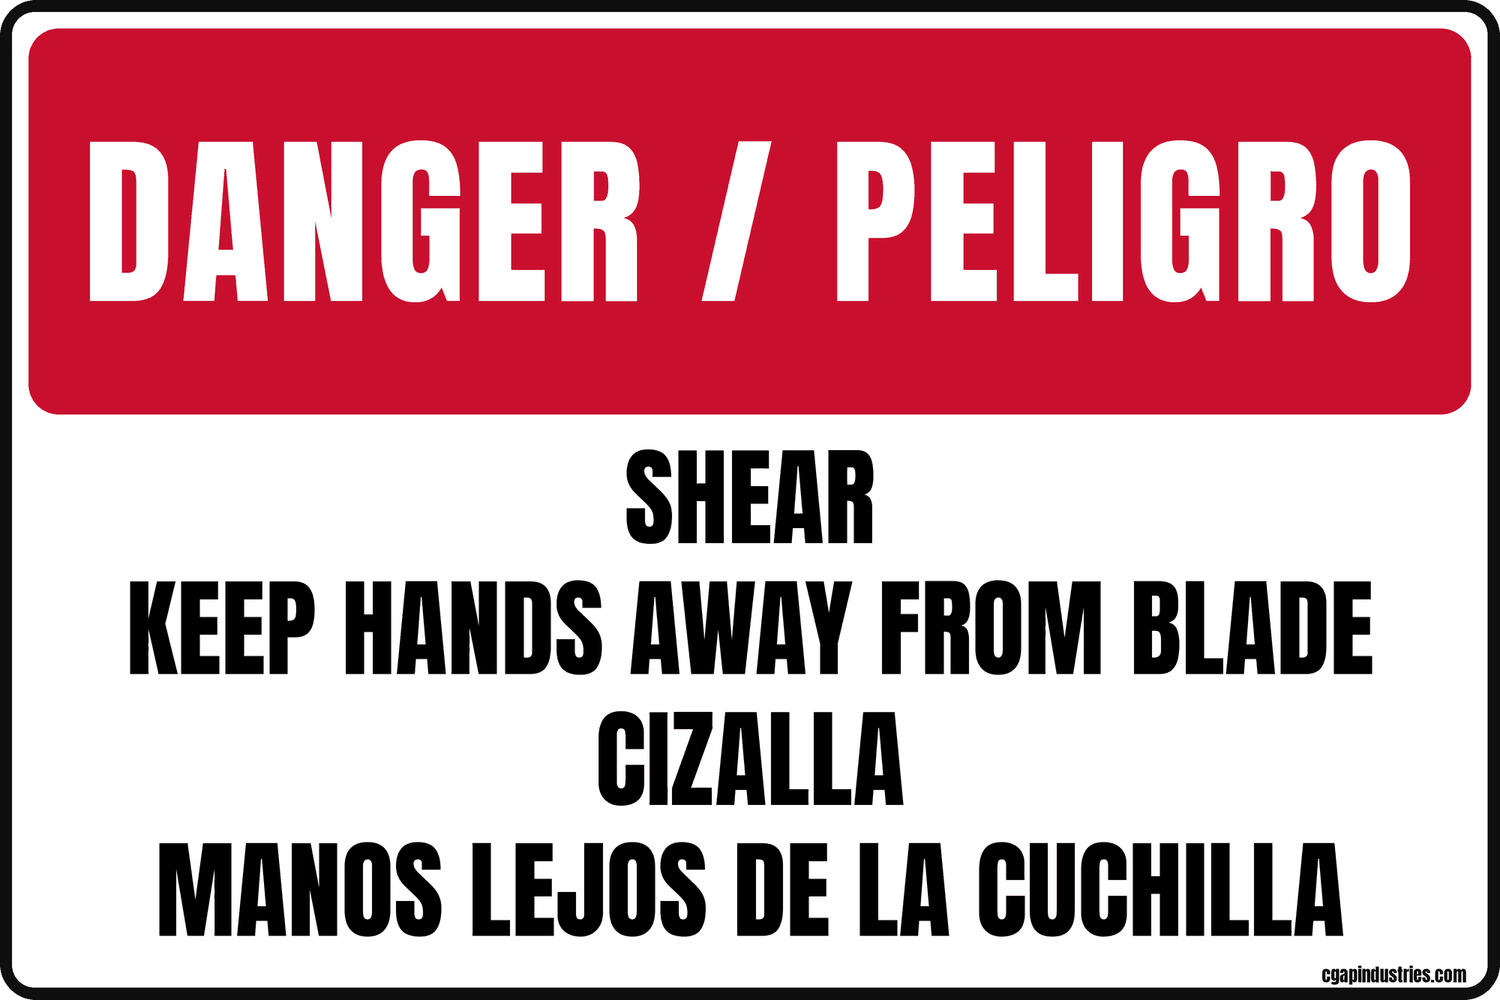 DANGER / PELIGRO
SHEAR
KEEP HANDS AWAY FROM BLADE
CIZALLA
MANOS LEJOS DE LA CUCHILLA
cgapindustries.com